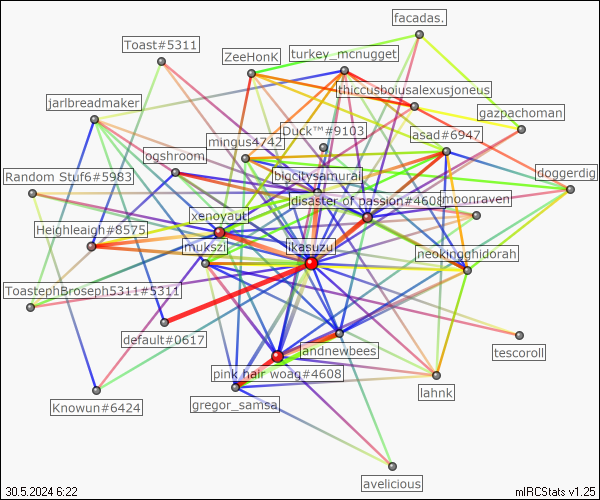 facadas.
Toast#5311
ZeeHonK
turkey_mcnugget
thiccusboiusalexusjoneus
jarlbreadmaker
gazpachoman
Duck™#9103
asad#6947
mingus4742
ogshroom
bigcitysamurai
doggerdig
Random Stuf6#5983
disaster of passion#4608
moonraven
xenoyaut
Heighleaigh#8575
mukszi
ikasuzu
neokingghidorah
ToastephBroseph5311#5311
default#0617
andnewbees
tescoroll
pink hair woag#4608
lahnk
Knowun#6424
gregor_samsa
avelicious
30.5.2024 6:22
mIRCStats v1.25